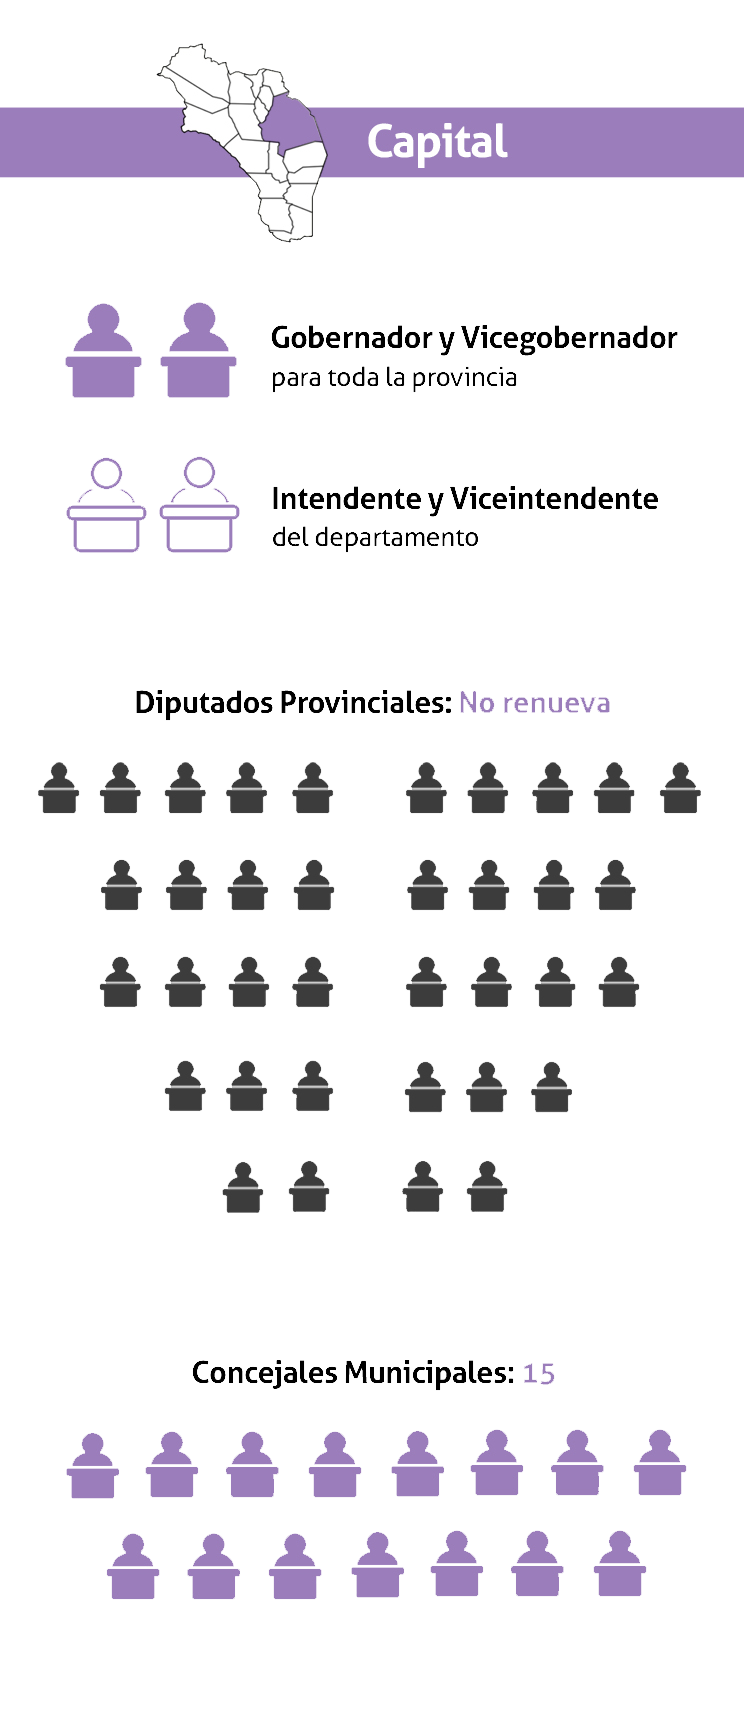 Capital
Gobernador y Vicegobernador
para toda la provincia
Intendente y Viceintendente
del departamento
Diputados Provinciales: No renueva
Concejales Municipales: 15